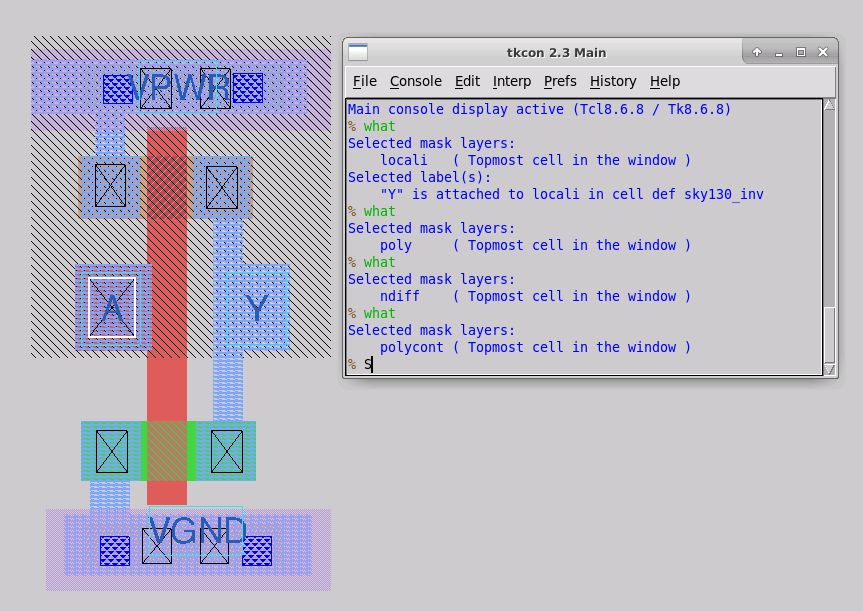 VPWR
A
Y
VGND
tkcon 2.3 Main
File Console Edit Interp Prefs History Help
Main console display active (Tcl8.6.8 / Tk8.6.8)
% what
Selected mask layers:
    locali   ( Topmost cell in the window )
Selected label(s):
    "Y" is attached to locali in cell def sky130_inv
% what
Selected mask layers:
    poly     ( Topmost cell in the window )
% what
Selected mask layers:
    ndiff    ( Topmost cell in the window )
% what
Selected mask layers:
    polycont ( Topmost cell in the window )
% S